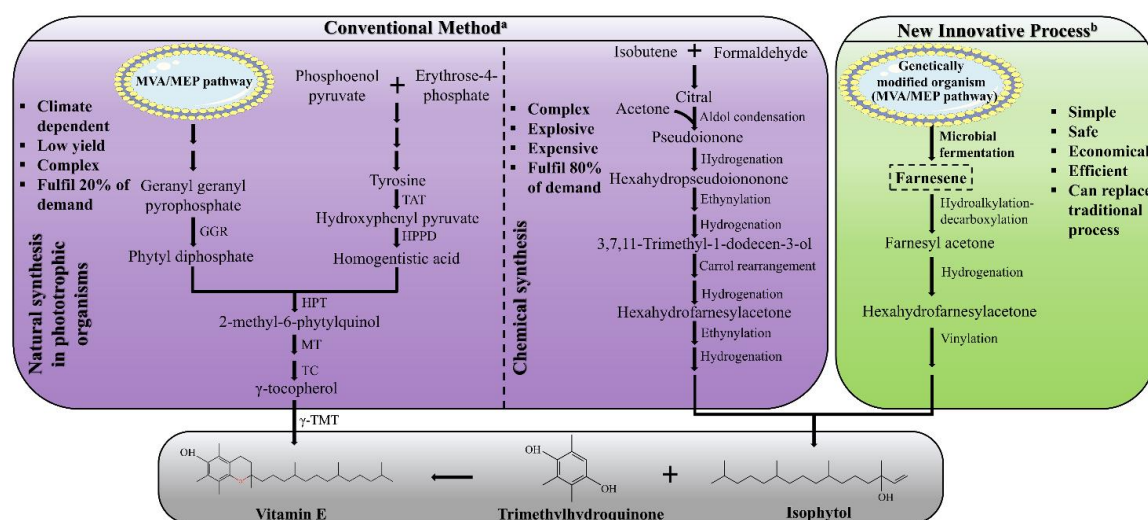 Conventional Methodᵃ
MVA/MEP pathway
▪ Climate
dependent
▪ Low yield
▪ Complex
▪ Fulfil 20% of
demand
Natural synthesis
in phototrophic
organisms
Phosphoenol
pyruvate
+
Erythrose-4-
phosphate
Geranyl geranyl
pyrophosphate
GGR
Phytyl diphosphate
Tyrosine
TAT
Hydroxyphenyl pyruvate
HPPD
Homogentistic acid
HPT
2-methyl-6-phytylquinol
MT
TC
γ-tocopherol
γ-TMT
▪ Complex
▪ Explosive
▪ Expensive
▪ Fulfil 80%
of demand
Chemical synthesis
Isobutene + Formaldehyde
Citral
Acetone
Aldol condensation
Pseudoionone
Hydrogenation
Hexahydropseudoionone
Ethynylation
Hydrogenation
3,7,11-Trimethyl-1-dodecen-3-ol
Carrol rearrangement
Hydrogenation
Hexahydrofarnesylacetone
Ethynylation
Hydrogenation
New Innovative Processᵇ
Genetically
modified organism
(MVA/MEP pathway)
Microbial
fermentation
Farnesene
Hydroalkylation-
decarboxylation
Farnesyl acetone
Hydrogenation
Hexahydrofarnesylacetone
Vinylation
▪ Simple
▪ Safe
▪ Economical
▪ Efficient
▪ Can replace
traditional
process
HO
O
Vitamin E
HO
OH
Trimethylhydroquinone
+
OH
Isophytol